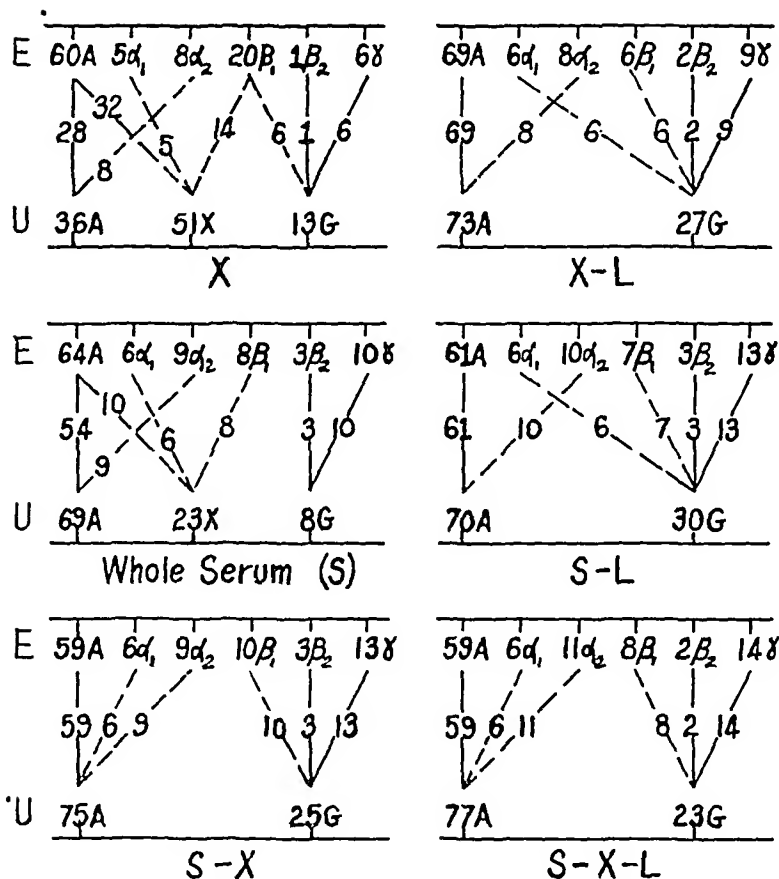 E 60A 5α₁ 8α₂ 20β₁ 1β₂ 6γ
32
28 5 14 6 1 6
8
U 36A 51X 13G
X
E 69A 6α₁ 8α₂ 6β₁ 2β₂ 9γ
69 8 6 6 2 9
U 73A 27G
X-L
E 64A 6α₁ 9α₂ 8β₁ 3β₂ 10γ
10
54 6 8 3 10
9
U 69A 23X 8G
Whole Serum (S)
E 61A 6α₁ 10α₂ 7β₁ 3β₂ 13γ
61 10 6 7 3 13
U 70A 30G
S-L
E 59A 6α₁ 9α₂ 10β₁ 3β₂ 13γ
59 6 9 10 3 13
U 75A 25G
S-X
59A 6α₁ 11α₂ 8β₁ 2β₂ 14γ
59 6 11 8 2 14
77A 23G
S-X-L